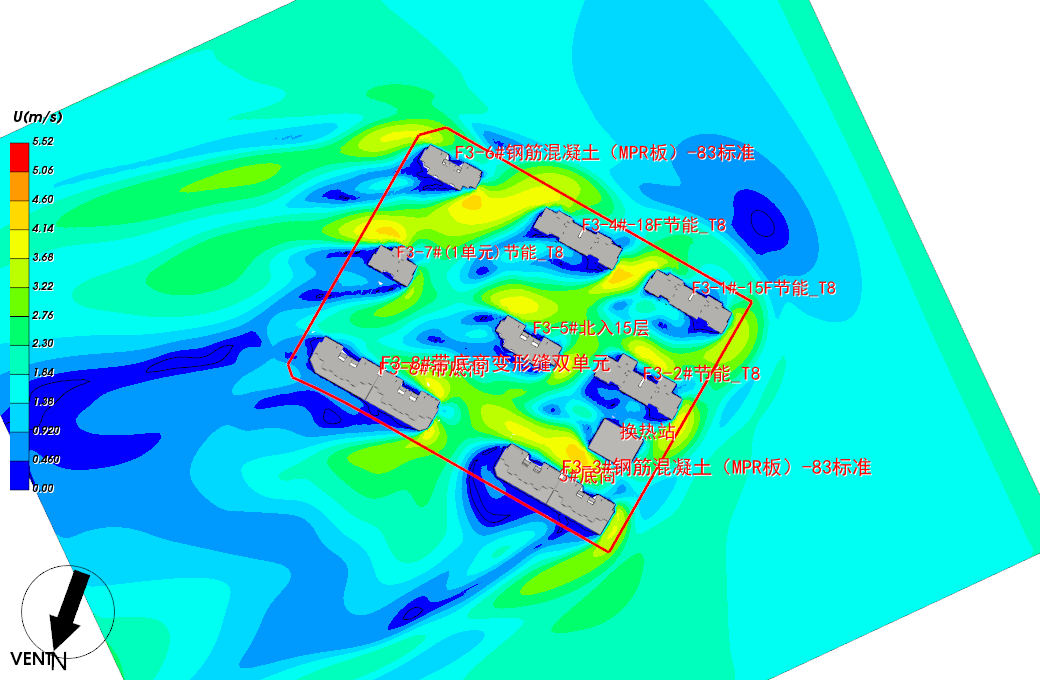 U(m/s)
5.52
5.06
4.60
4.14
3.68
3.22
2.76
2.30
1.84
1.38
0.920
0.460
0.00
F3-6#钢筋混凝土（MPR板）-83标准
F3-4#-18F节能_T8
F3-7#(1单元)节能_T8
F3-1#-15F节能_T8
F3-5#北入15层
F3-8#带底商变形缝双单元
F3-8#带底商
F3-2#节能_T8
换热站
F3-3#钢筋混凝土（MPR板）-83标准
3#底商
VENT
N